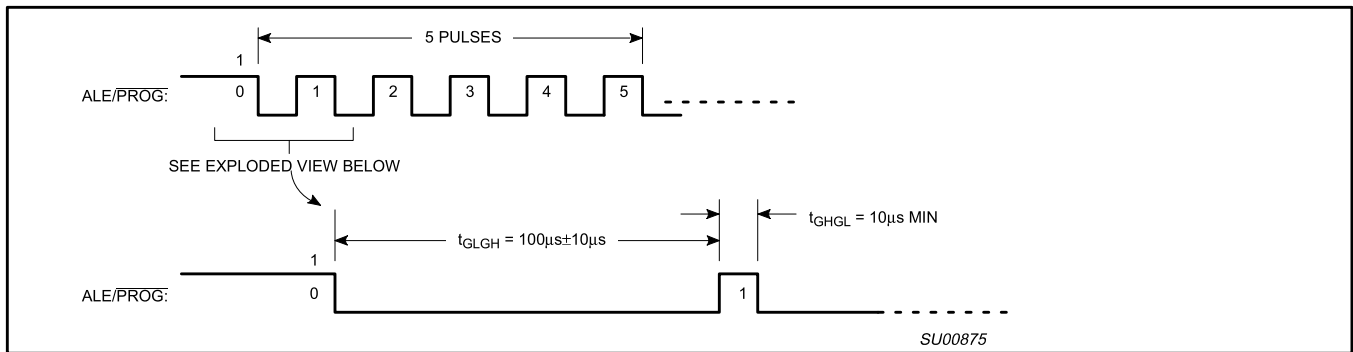 5 PULSES
1
ALE/PROG: 0 1 2 3 4 5
SEE EXPLODED VIEW BELOW
tGHGL = 10µs MIN
tGLGH = 100µs±10µs
1
ALE/PROG: 0 1
SU00875